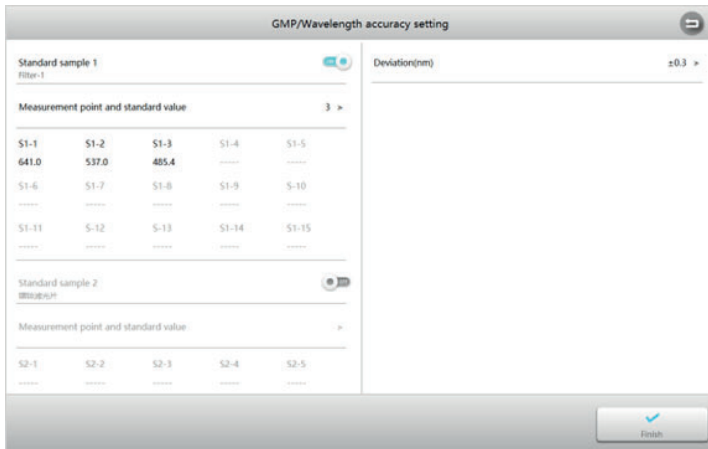 GMP/Wavelength accuracy setting
Standard sample 1
Filter-1
Measurement point and standard value 3 >
S1-1 S1-2 S1-3 S1-4 S1-5
641.0 537.0 485.4 ----- -----
S1-6 S1-7 S1-8 S1-9 S-10
----- ----- ----- ----- -----
S1-11 S-12 S-13 S1-14 S1-15
----- ----- ----- ----- -----
Standard sample 2
Measurement point and standard value >
S2-1 S2-2 S2-3 S2-4 S2-5
----- ----- ----- ----- -----
Deviation(nm) ±0.3 >
Finish